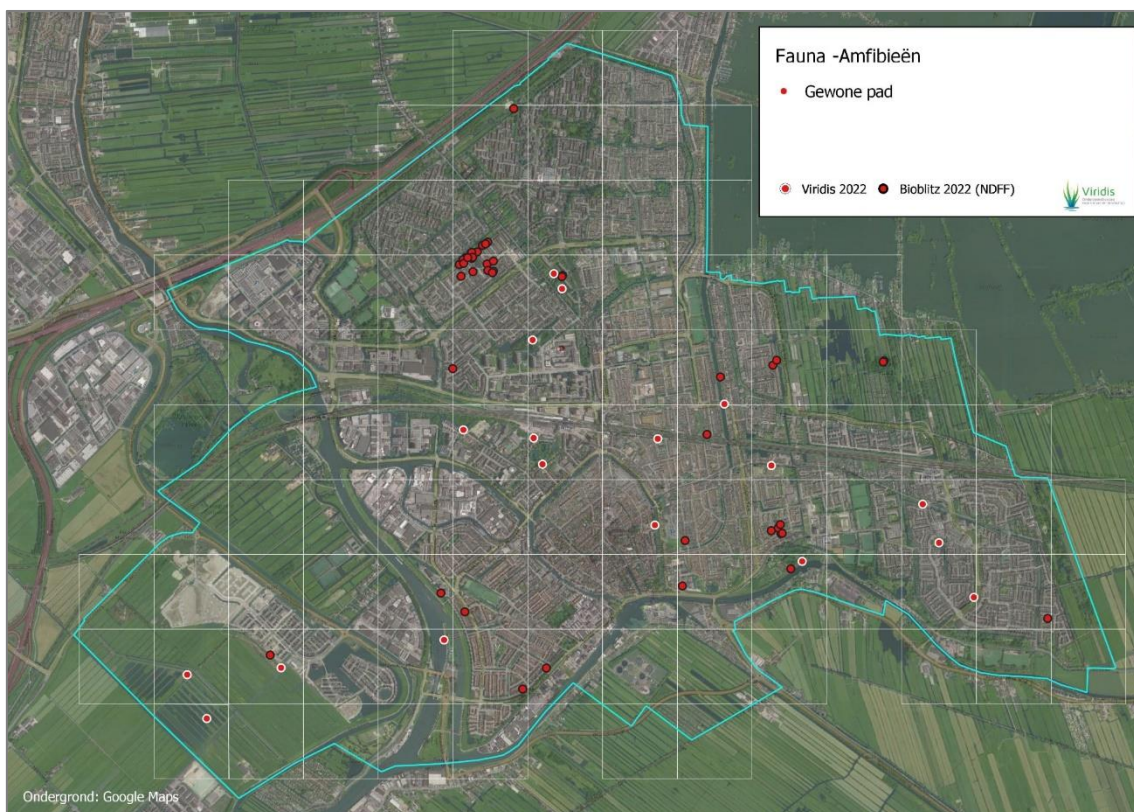 Fauna -Amfibieën
Gewone pad
Viridis 2022
Bioblitz 2022 (NDFF)
Viridis
Ondergrond: Google Maps